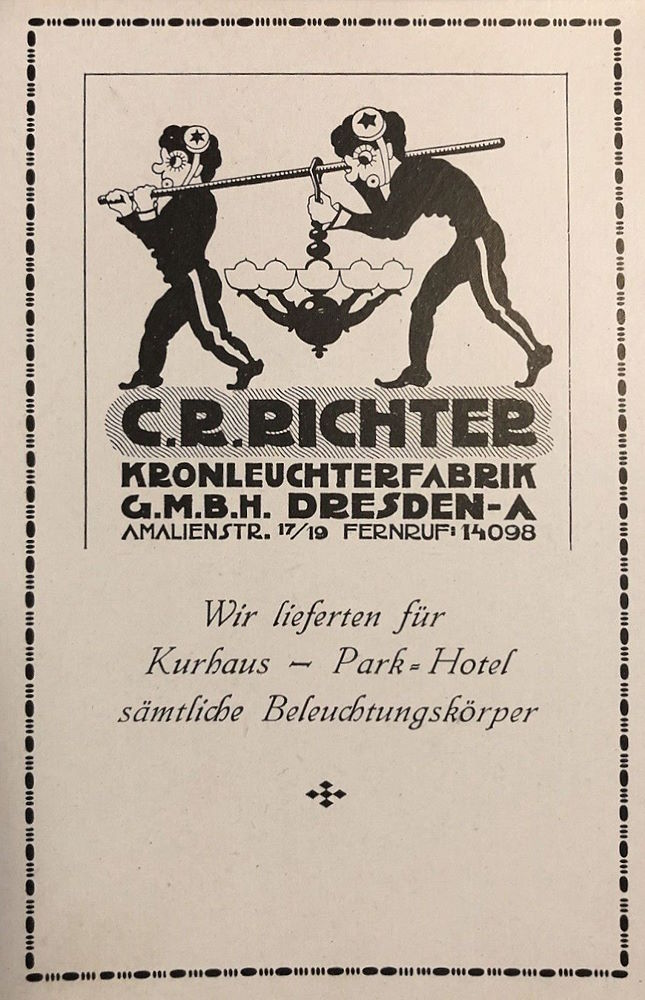 C.R.RICHTER
KRONLEUCHTERFABRIK
G.M.B.H. DRESDEN-A
AMALIENSTR. 17/19 FERNRUF: 14098
Wir lieferten für
Kurhaus — Park=Hotel
sämtliche Beleuchtungskörper